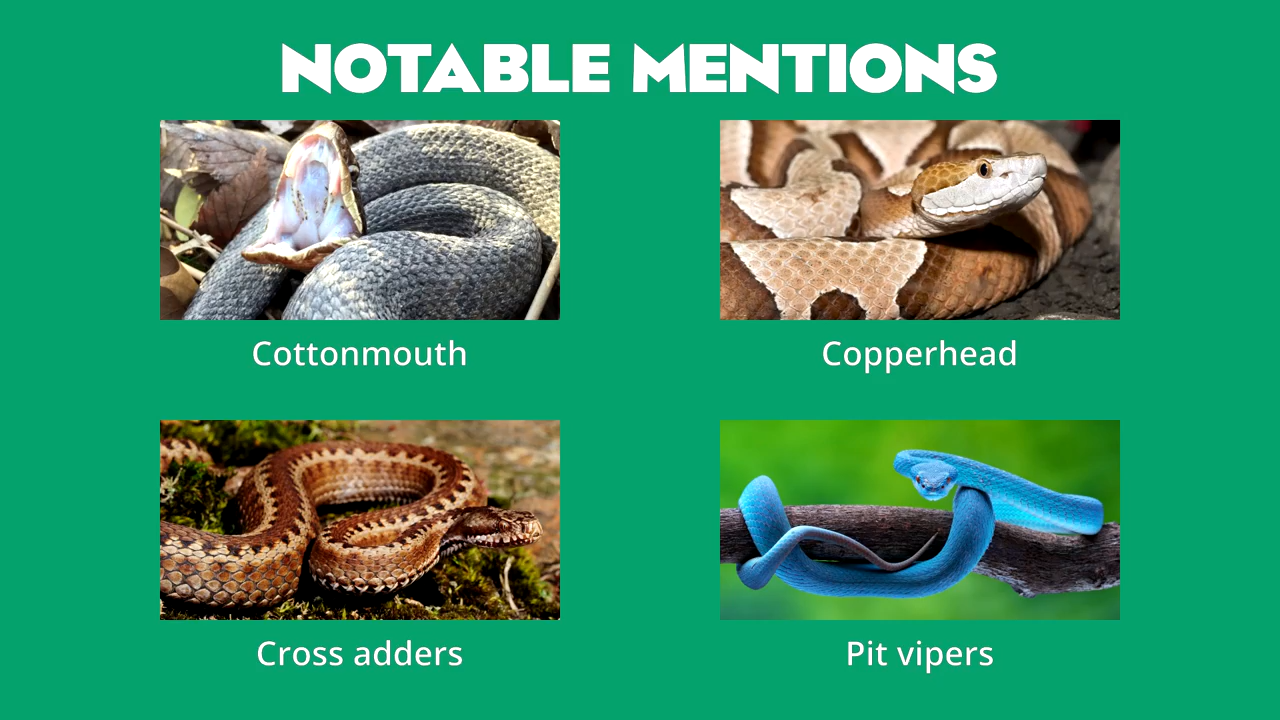 NOTABLE MENTIONS
Cottonmouth
Copperhead
Cross adders
Pit vipers